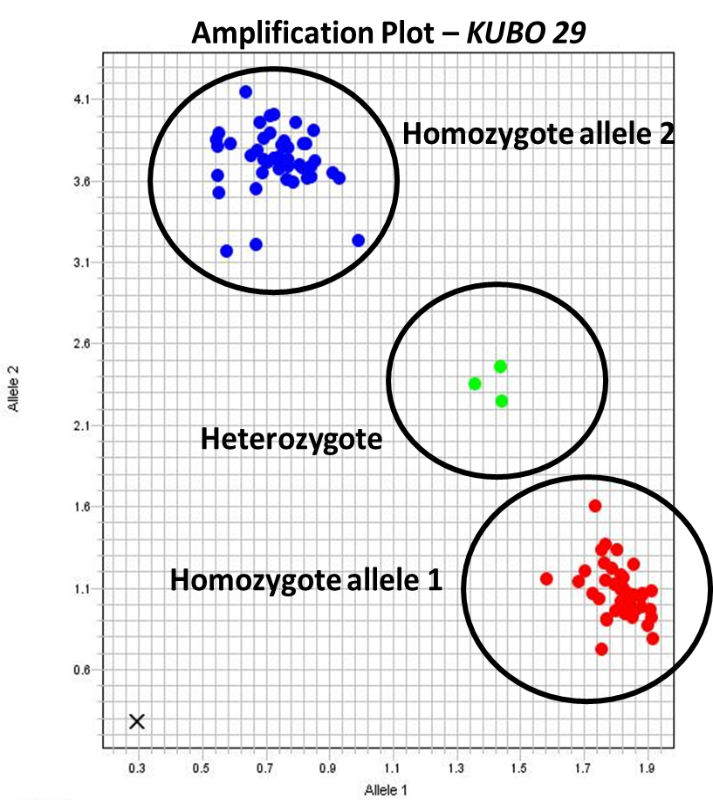 Amplification Plot – KUBO 29
4.1
Homozygote allele 2
3.6
3.1
2.6
Allele 2
2.1
Heterozygote
1.6
Homozygote allele 1
1.1
0.6
0.3 0.5 0.7 0.9 1.1 1.3 1.5 1.7 1.9
Allele 1